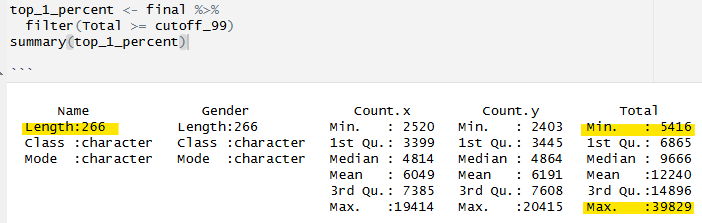 top_1_percent <- final %>%
  filter(Total >= cutoff_99)
summary(top_1_percent)
```
     Name              Gender             Count.x         Count.y          Total
 Length:266         Length:266         Min.   : 2520   Min.   : 2403   Min.   : 5416
 Class :character   Class :character   1st Qu.: 3399   1st Qu.: 3445   1st Qu.: 6865
 Mode  :character   Mode  :character   Median : 4814   Median : 4864   Median : 9666
                                       Mean   : 6049   Mean   : 6191   Mean   :12240
                                       3rd Qu.: 7385   3rd Qu.: 7608   3rd Qu.:14896
                                       Max.   :19414   Max.   :20415   Max.   :39829